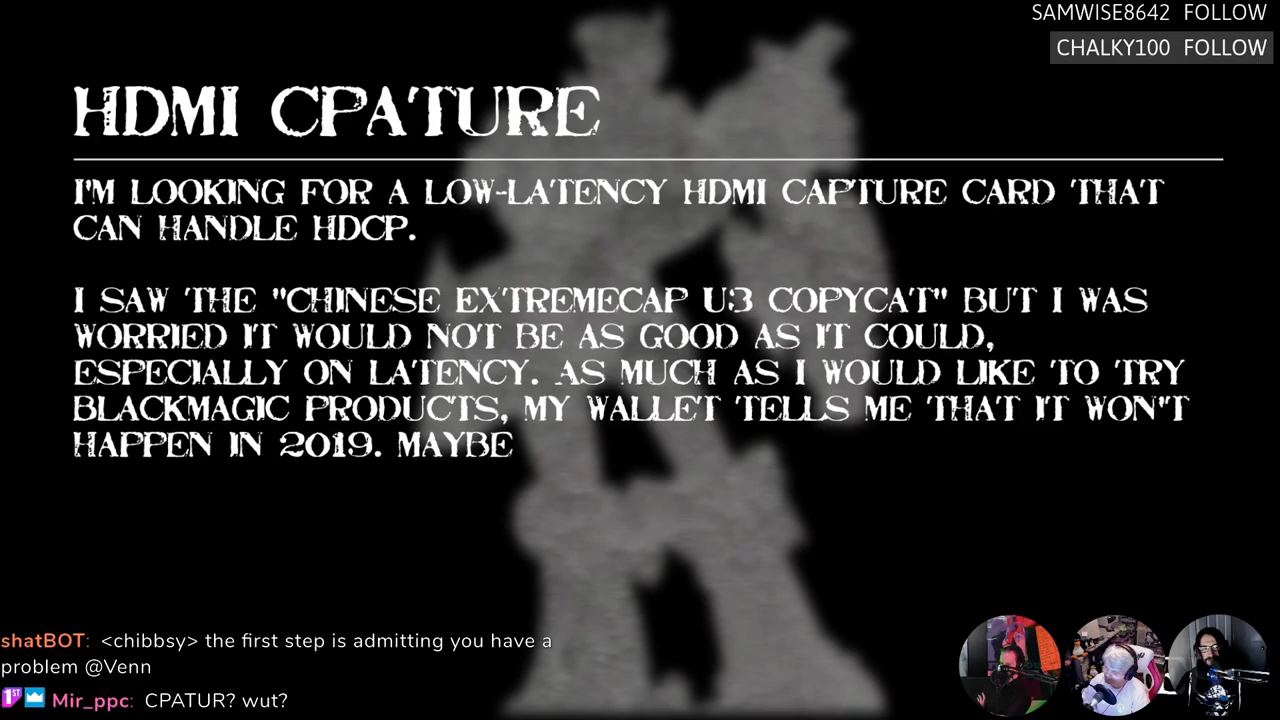 SAMWISE8642 FOLLOW
CHALKY100 FOLLOW
HDMI CPATURE
I'M LOOKING FOR A LOW-LATENCY HDMI CAPTURE CARD THAT
CAN HANDLE HDCP.
I SAW THE "CHINESE EXTREMECAP U3 COPYCAT" BUT I WAS
WORRIED IT WOULD NOT BE AS GOOD AS IT COULD,
ESPECIALLY ON LATENCY. AS MUCH AS I WOULD LIKE TO TRY
BLACKMAGIC PRODUCTS, MY WALLET TELLS ME THAT IT WON'T
HAPPEN IN 2019. MAYBE
shatBOT: <chibbsy> the first step is admitting you have a
problem @Venn
1ST Mir_ppc: CPATUR? wut?